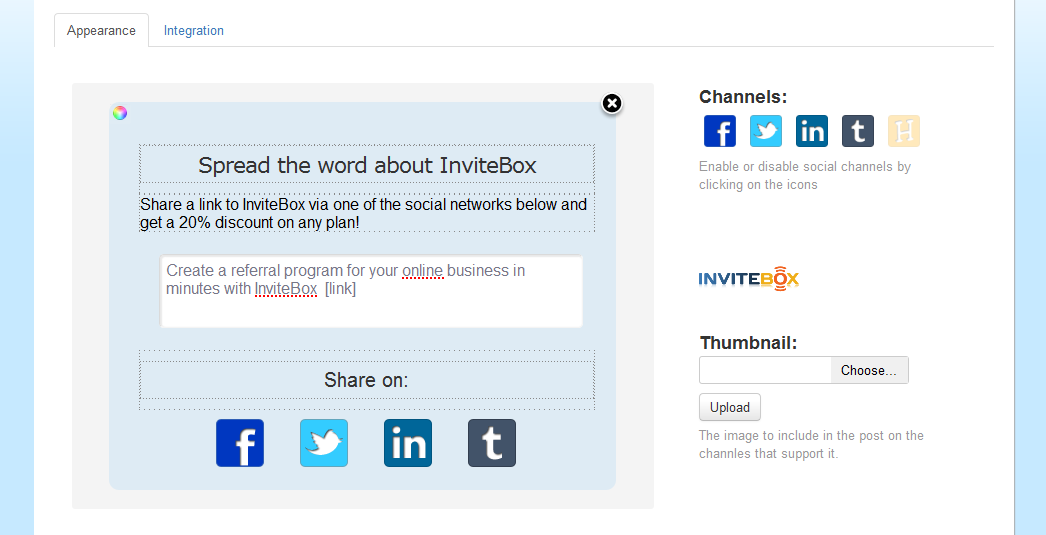 Appearance
Integration
Spread the word about InviteBox
Share a link to InviteBox via one of the social networks below and
get a 20% discount on any plan!
Create a referral program for your online business in
minutes with InviteBox [link]
Share on:
f
in
t
Channels:
f
in
t
H
Enable or disable social channels by
clicking on the icons
INVITEBOX
Thumbnail:
Choose...
Upload
The image to include in the post on the
channles that support it.